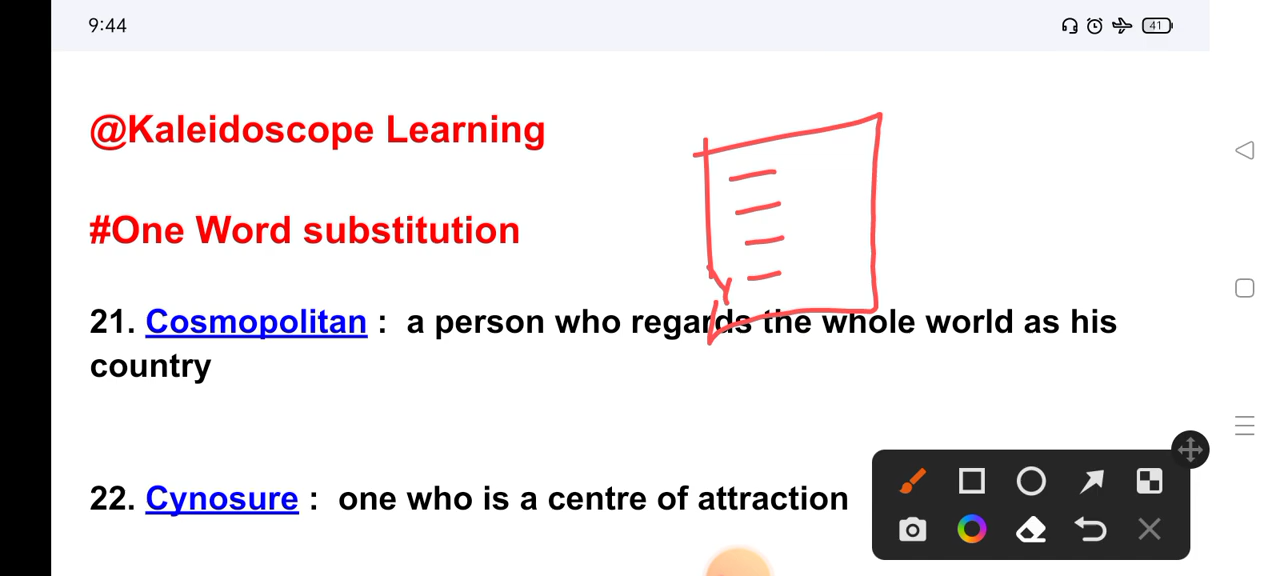 9:44
41
@Kaleidoscope Learning
#One Word substitution
21. Cosmopolitan : a person who regards the whole world as his
country
22. Cynosure : one who is a centre of attraction